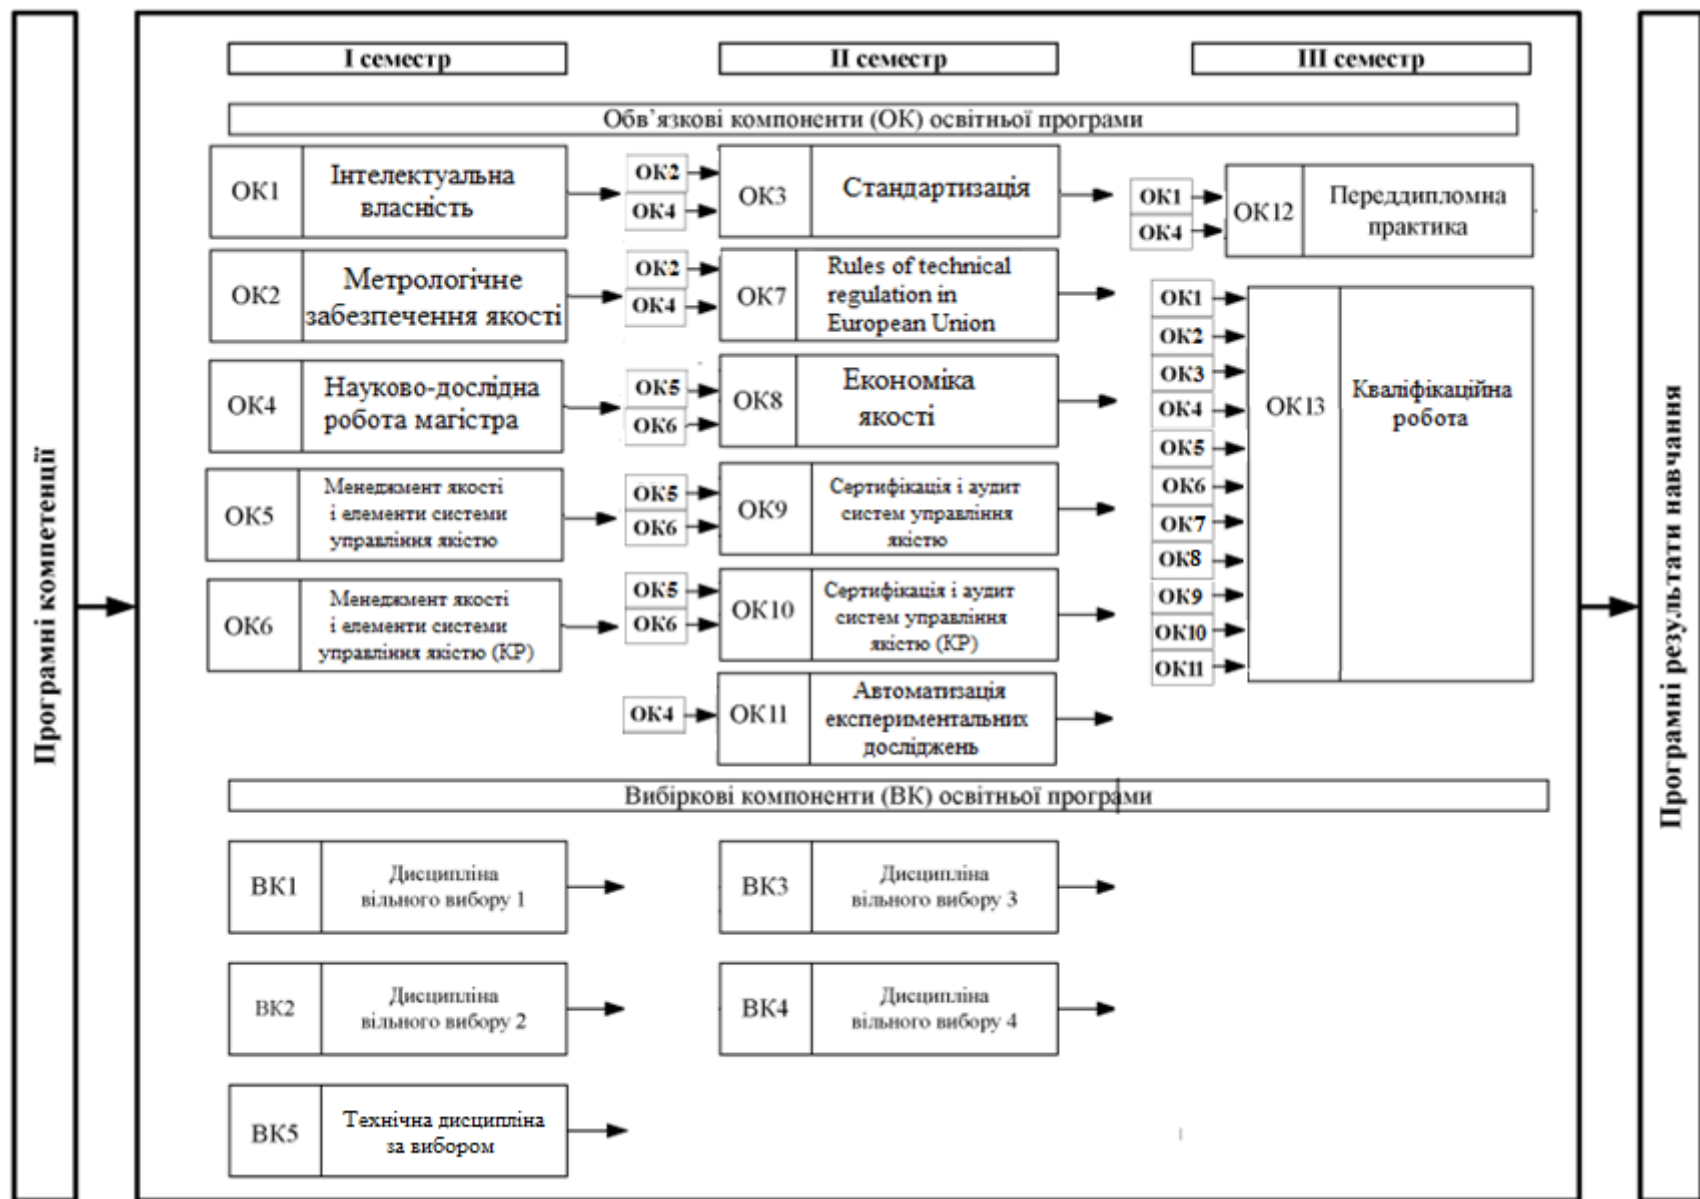 Програмні компетенції
I семестр
II семестр
III семестр
Обв’язкові компоненти (ОК) освітньої програми
ОК1
Інтелектуальна
власність
ОК2
ОК4
ОК3
Стандартизація
ОК1
ОК4
ОК12
Переддипломна
практика
ОК2
Метрологічне
забезпечення якості
ОК2
ОК4
ОК7
Rules of technical
regulation in
European Union
ОК4
Науково-дослідна
робота магістра
ОК5
ОК6
ОК8
Економіка
якості
ОК5
Менеджмент якості
і елементи системи
управління якістю
ОК5
ОК6
ОК9
Сертифікація і аудит
систем управління
якістю
ОК6
Менеджмент якості
і елементи системи
управління якістю (КР)
ОК5
ОК6
ОК10
Сертифікація і аудит
систем управління
якістю (КР)
ОК4
ОК11
Автоматизація
експериментальних
досліджень
ОК1
ОК2
ОК3
ОК4
ОК5
ОК6
ОК7
ОК8
ОК9
ОК10
ОК11
ОК13
Кваліфікаційна
робота
Вибіркові компоненти (ВК) освітньої програми
ВК1
Дисципліна
вільного вибору 1
ВК3
Дисципліна
вільного вибору 3
ВК2
Дисципліна
вільного вибору 2
ВК4
Дисципліна
вільного вибору 4
ВК5
Технічна дисципліна
за вибором
Програмні результати навчання